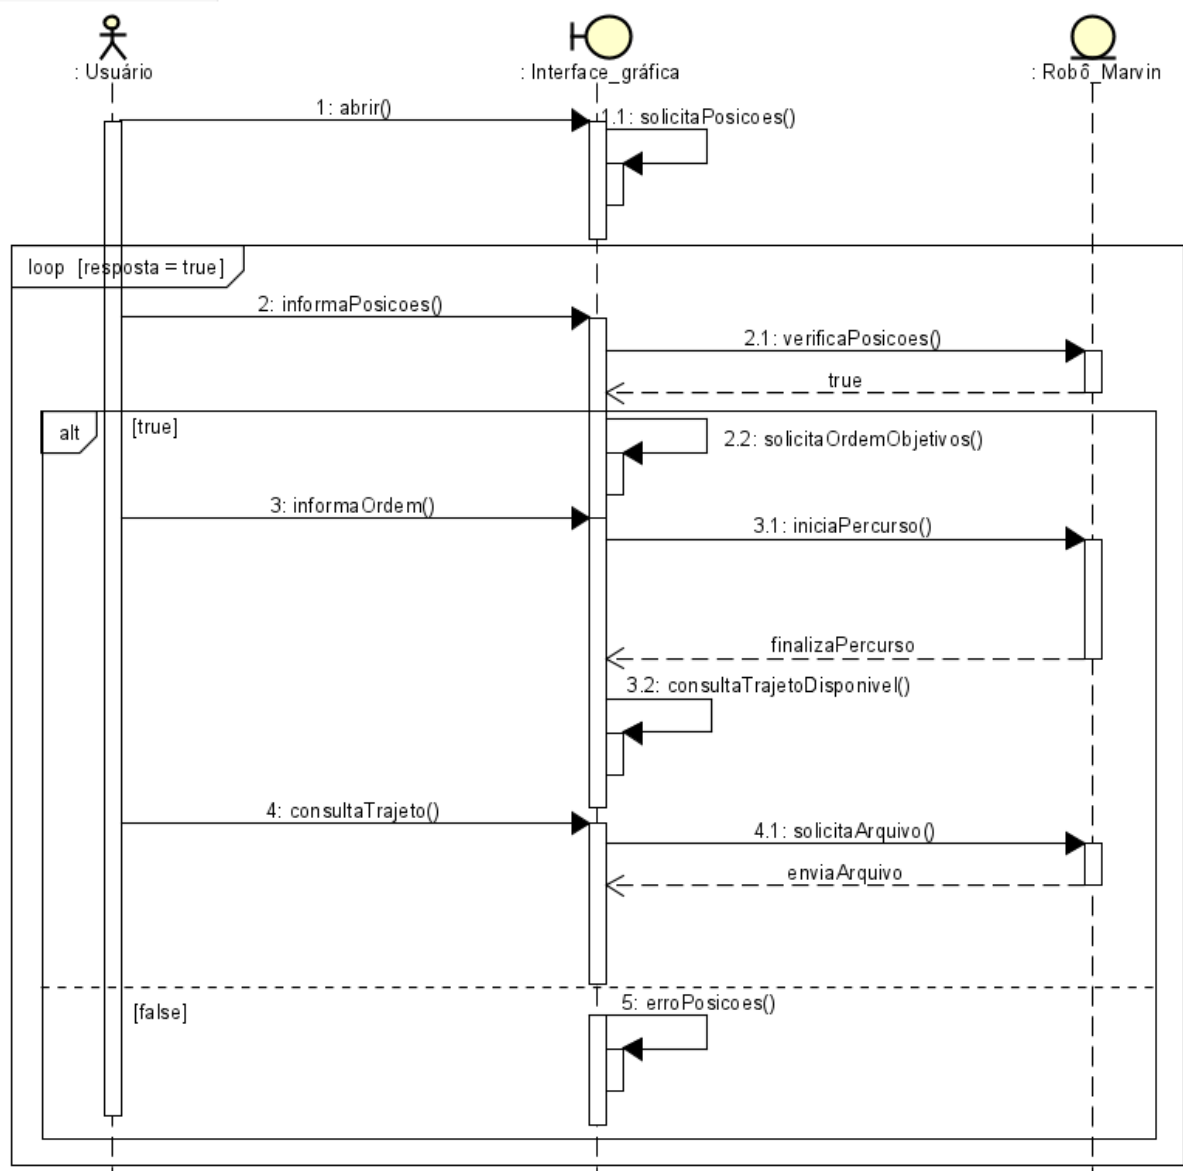 : Usuário
: Interface_gráfica
: Robô_Marvin
1: abrir()
1.1: solicitaPosicoes()
loop [resposta = true]
2: informaPosicoes()
2.1: verificaPosicoes()
true
alt
[true]
2.2: solicitaOrdemObjetivos()
3: informaOrdem()
3.1: iniciaPercurso()
finalizaPercurso
3.2: consultaTrajetoDisponivel()
4: consultaTrajeto()
4.1: solicitaArquivo()
enviaArquivo
[false]
5: erroPosicoes()